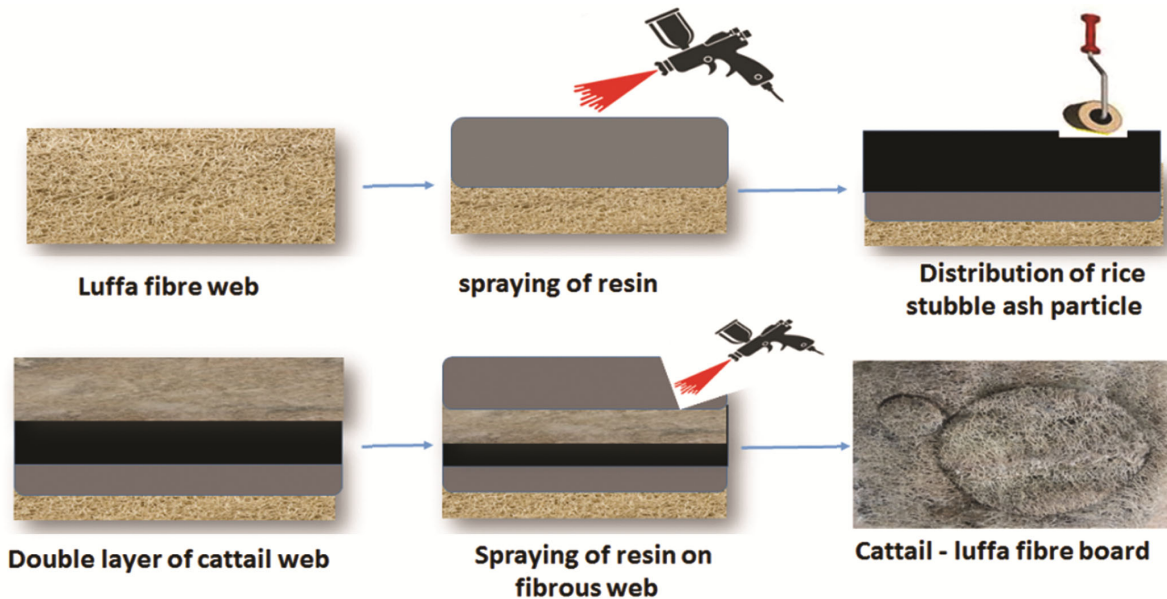 Luffa fibre web
spraying of resin
Distribution of rice
stubble ash particle
Double layer of cattail web
Spraying of resin on
fibrous web
Cattail - luffa fibre board